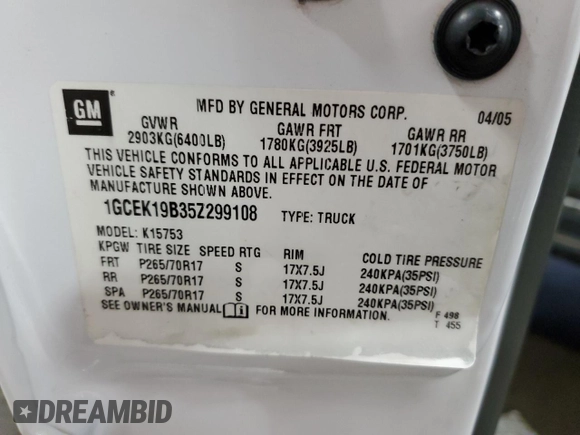 GM
MFD BY GENERAL MOTORS CORP. 04/05
GVWR GAWR FRT GAWR RR
2903KG(6400LB) 1780KG(3925LB) 1701KG(3750LB)
THIS VEHICLE CONFORMS TO ALL APPLICABLE U.S. FEDERAL MOTOR
VEHICLE SAFETY STANDARDS IN EFFECT ON THE DATE OF
MANUFACTURE SHOWN ABOVE.
1GCEK19B35Z299108 TYPE: TRUCK
MODEL: K15753
KPGW TIRE SIZE SPEED RTG RIM COLD TIRE PRESSURE
FRT P265/70R17 S 17X7.5J 240KPA(35PSI)
RR P265/70R17 S 17X7.5J 240KPA(35PSI)
SPA P265/70R17 S 17X7.5J 240KPA(35PSI)
SEE OWNER'S MANUAL FOR MORE INFORMATION.
F 498
T 455
DREAMBID